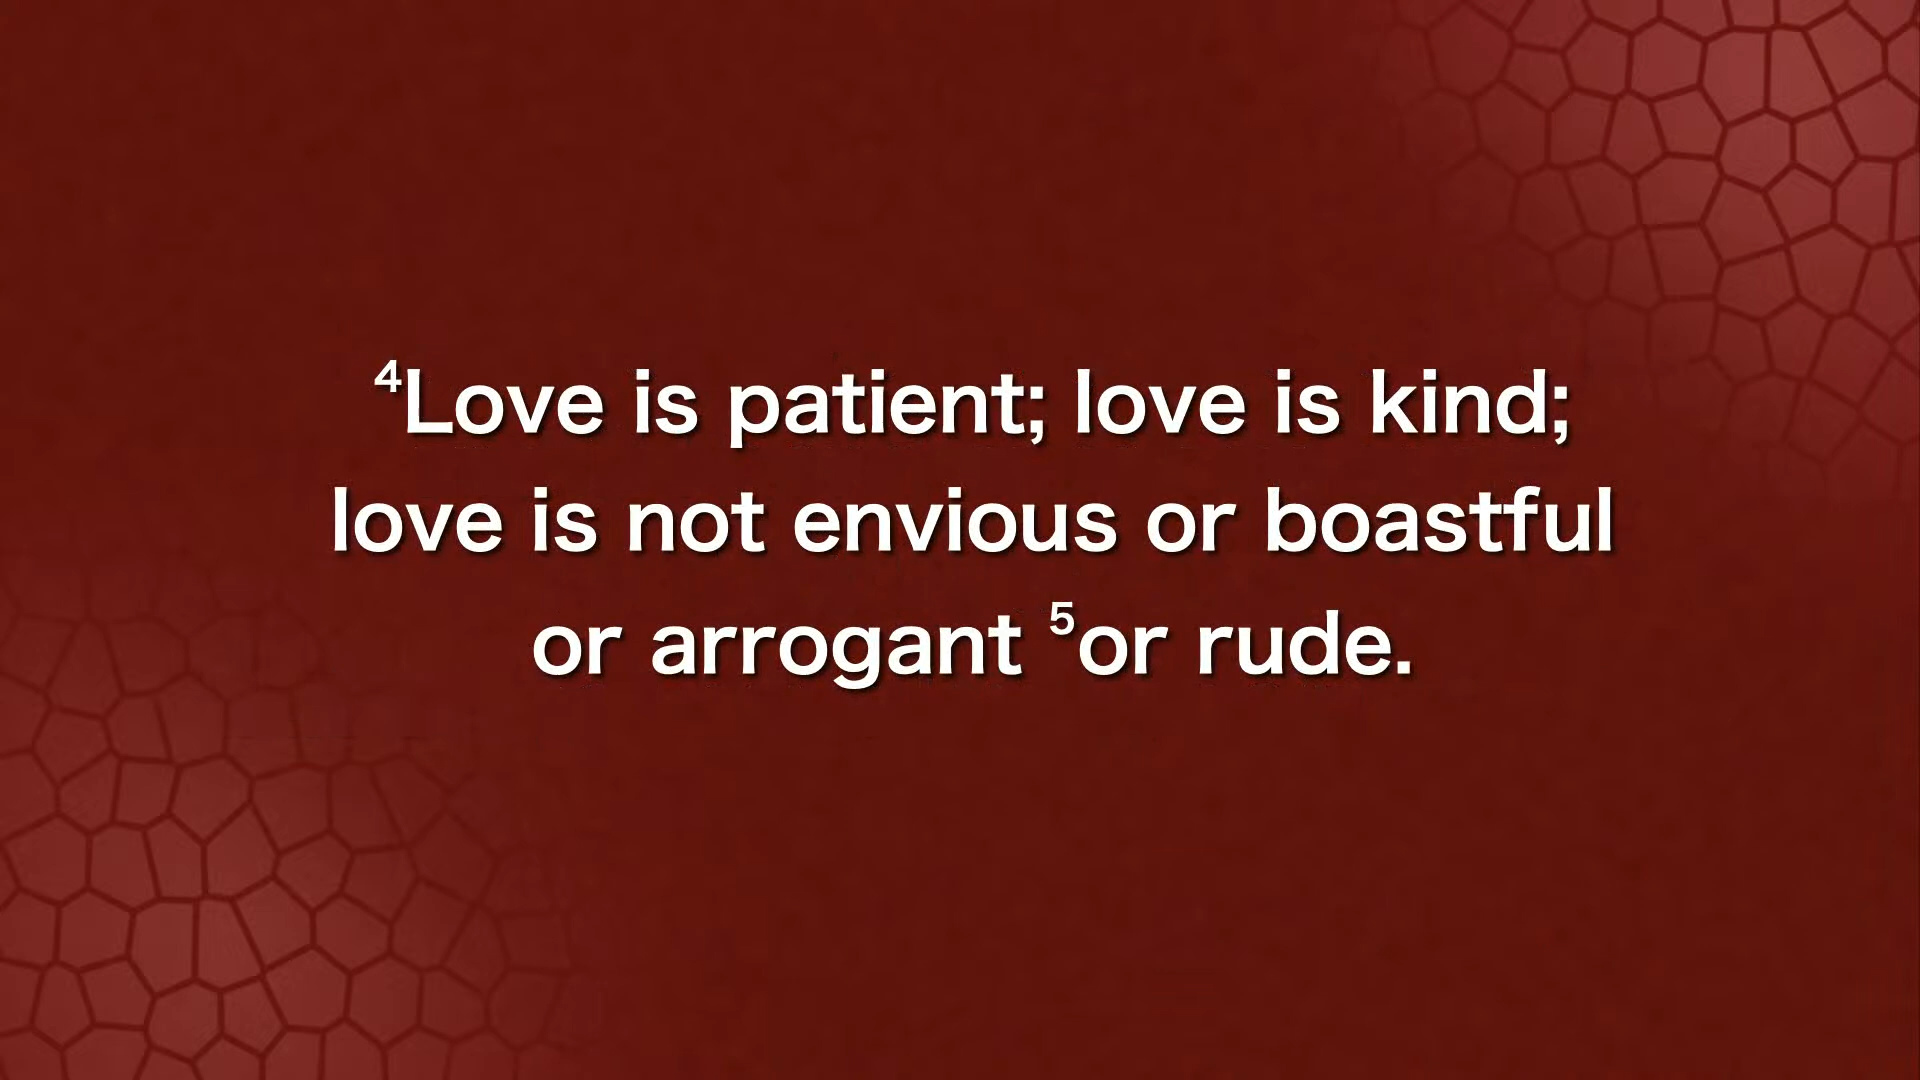 ⁴Love is patient; love is kind;
love is not envious or boastful
or arrogant ⁵or rude.